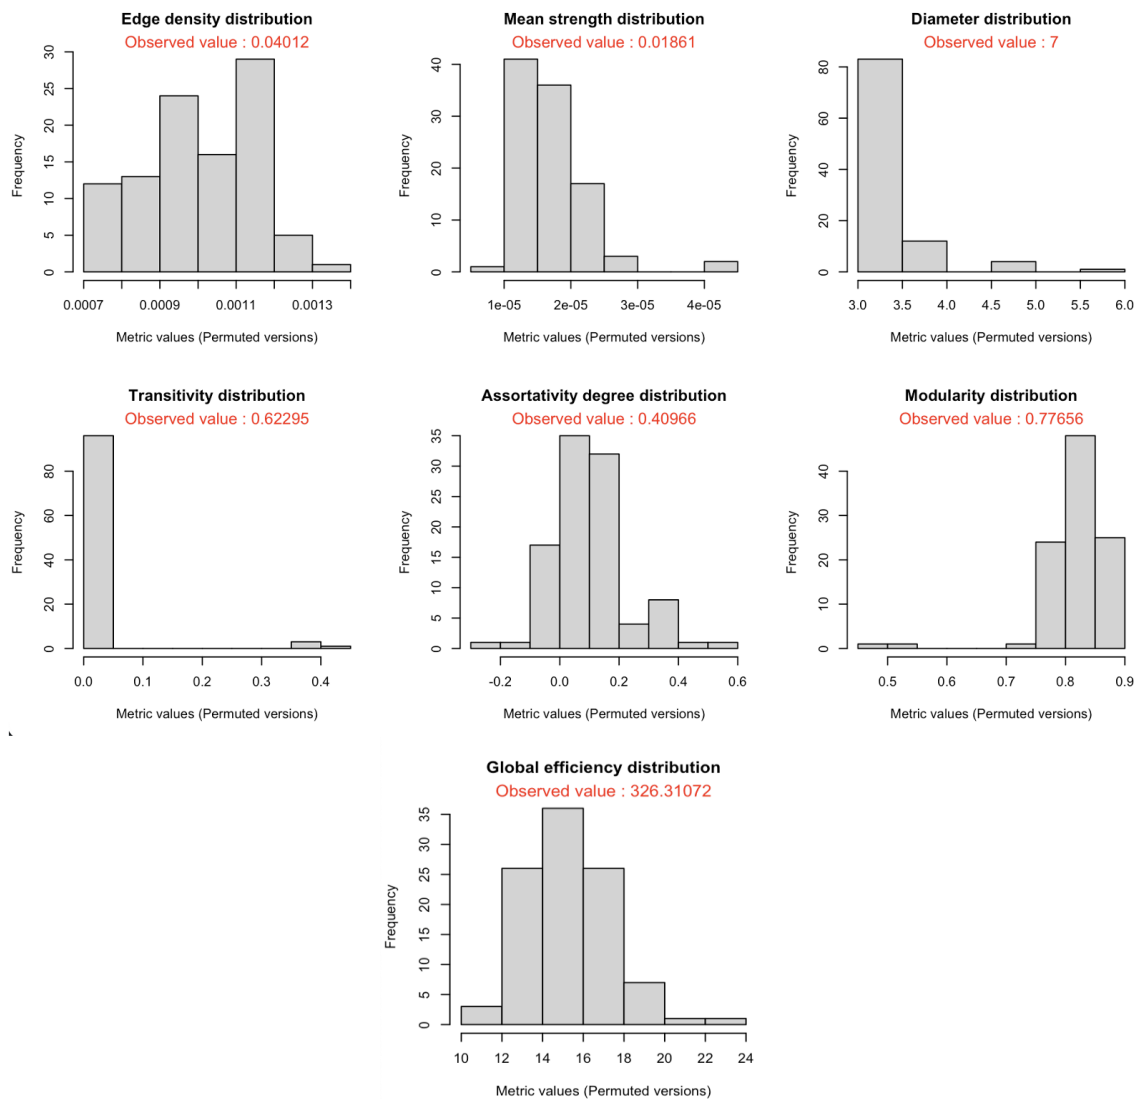 Edge density distribution
Observed value : 0.04012
Frequency
0 5 10 15 20 25 30
0.0007 0.0009 0.0011 0.0013
Metric values (Permuted versions)
Mean strength distribution
Observed value : 0.01861
Frequency
0 10 20 30 40
1e-05 2e-05 3e-05 4e-05
Metric values (Permuted versions)
Diameter distribution
Observed value : 7
Frequency
0 20 40 60 80
3.0 3.5 4.0 4.5 5.0 5.5 6.0
Metric values (Permuted versions)
Transitivity distribution
Observed value : 0.62295
Frequency
0 20 40 60 80
0.0 0.1 0.2 0.3 0.4
Metric values (Permuted versions)
Assortativity degree distribution
Observed value : 0.40966
Frequency
0 5 10 15 20 25 30 35
-0.2 0.0 0.2 0.4 0.6
Metric values (Permuted versions)
Modularity distribution
Observed value : 0.77656
Frequency
0 10 20 30 40
0.5 0.6 0.7 0.8 0.9
Metric values (Permuted versions)
Global efficiency distribution
Observed value : 326.31072
Frequency
0 5 10 15 20 25 30 35
10 12 14 16 18 20 22 24
Metric values (Permuted versions)